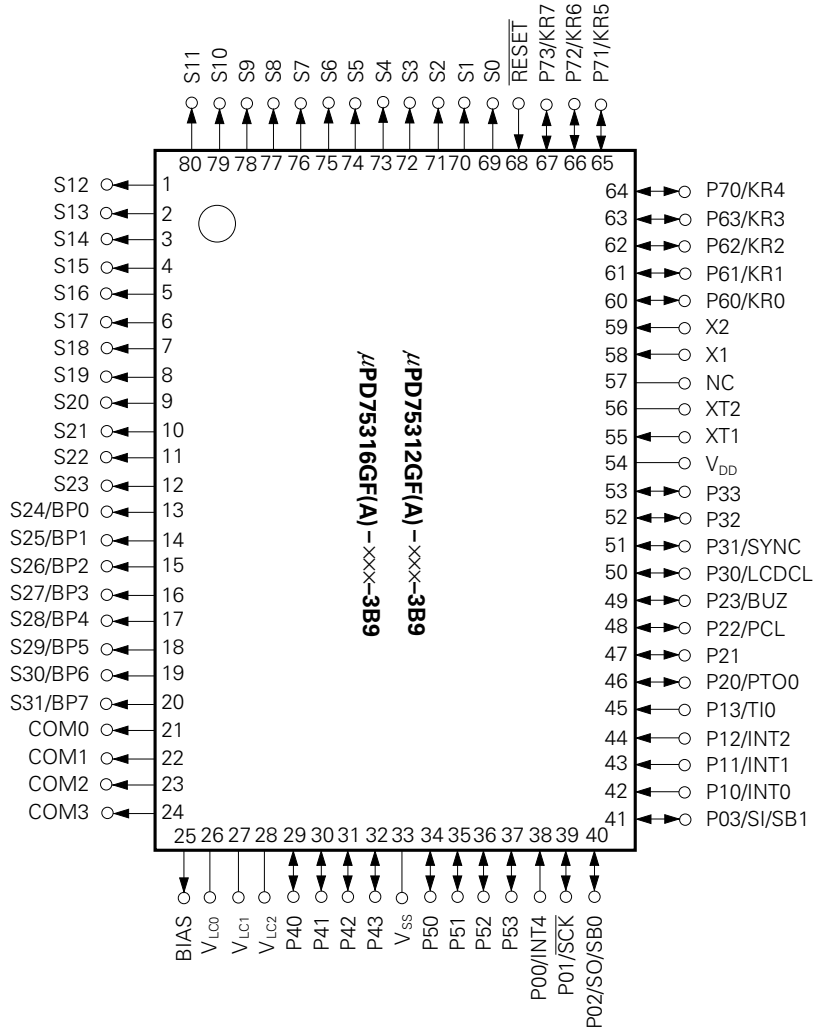 S11
S10
S9
S8
S7
S6
S5
S4
S3
S2
S1
S0
RESET
P73/KR7
P72/KR6
P71/KR5
80 79 78 77 76 75 74 73 72 71 70 69 68 67 66 65
S12 1
S13 2
S14 3
S15 4
S16 5
S17 6
S18 7
S19 8
S20 9
S21 10
S22 11
S23 12
S24/BP0 13
S25/BP1 14
S26/BP2 15
S27/BP3 16
S28/BP4 17
S29/BP5 18
S30/BP6 19
S31/BP7 20
COM0 21
COM1 22
COM2 23
COM3 24
μPD75312GF(A)–×××–3B9
μPD75316GF(A)–×××–3B9
64 P70/KR4
63 P63/KR3
62 P62/KR2
61 P61/KR1
60 P60/KR0
59 X2
58 X1
57 NC
56 XT2
55 XT1
54 VDD
53 P33
52 P32
51 P31/SYNC
50 P30/LCDCL
49 P23/BUZ
48 P22/PCL
47 P21
46 P20/PTO0
45 P13/TI0
44 P12/INT2
43 P11/INT1
42 P10/INT0
41 P03/SI/SB1
25 26 27 28 29 30 31 32 33 34 35 36 37 38 39 40
BIAS
VLC0
VLC1
VLC2
P40
P41
P42
P43
VSS
P50
P51
P52
P53
P00/INT4
P01/SCK
P02/SO/SB0